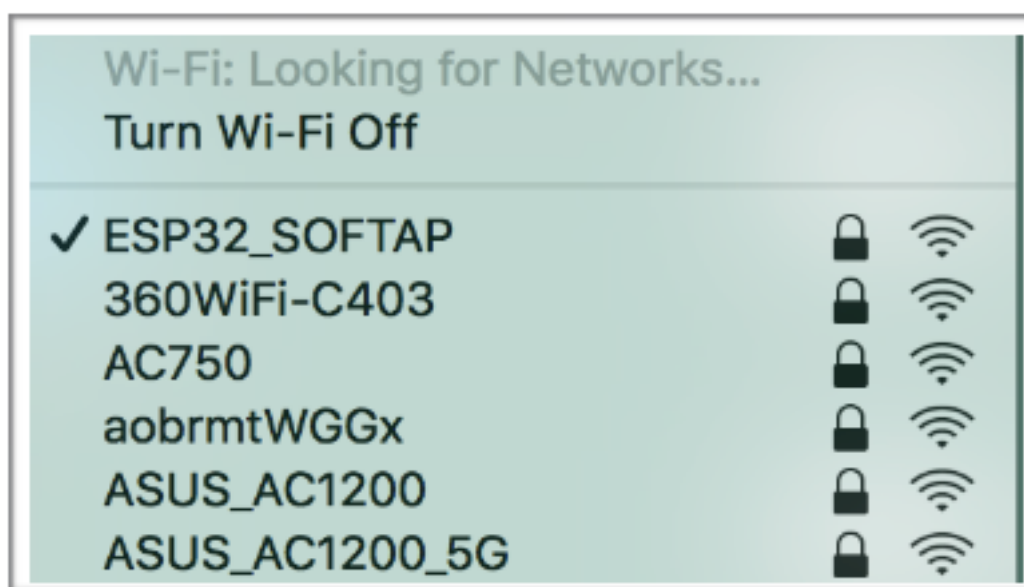 Wi-Fi: Looking for Networks...
Turn Wi-Fi Off
ESP32_SOFTAP
360WiFi-C403
AC750
aobrmtWGGx
ASUS_AC1200
ASUS_AC1200_5G